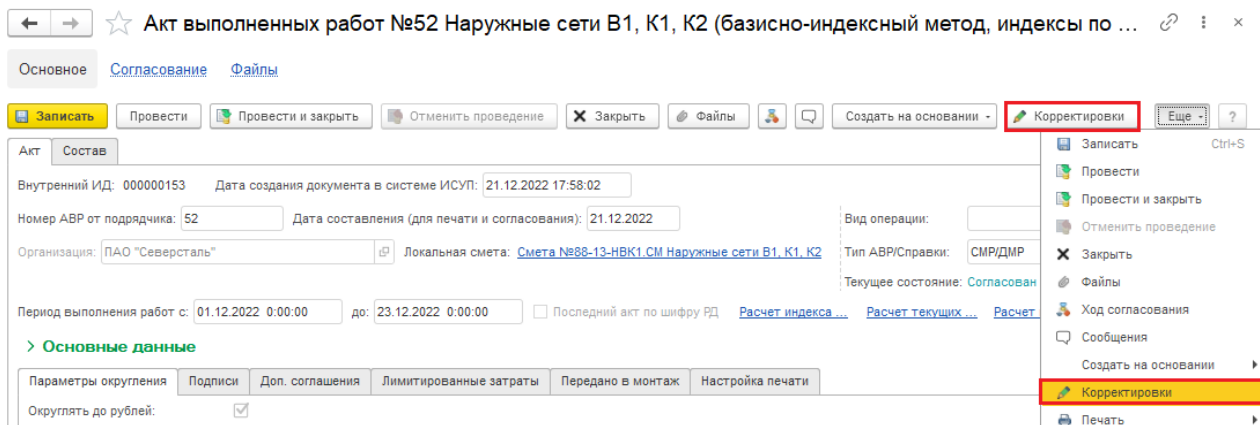 Акт выполненных работ №52 Наружные сети В1, К1, К2 (базисно-индексный метод, индексы по ...
Основное Согласование Файлы
Записать Провести Провести и закрыть Отменить проведение Закрыть Файлы Создать на основании Корректировки Еще ?
Акт Состав
Внутренний ИД: 000000153 Дата создания документа в системе ИСУП: 21.12.2022 17:58:02
Номер АВР от подрядчика: 52 Дата составления (для печати и согласования): 21.12.2022 Вид операции:
Организация: ПАО "Северсталь" Локальная смета: Смета №88-13-НВК1.СМ Наружные сети В1, К1, К2 Тип АВР/Справки: СМР/ДМР
Текущее состояние: Согласован
Период выполнения работ с: 01.12.2022 0:00:00 до: 23.12.2022 0:00:00 Последний акт по шифру РД Расчет индекса ... Расчет текущих ... Расчет
Основные данные
Параметры округления Подписи Доп. соглашения Лимитированные затраты Передано в монтаж Настройка печати
Округлять до рублей:
Записать Ctrl+S
Провести
Провести и закрыть
Отменить проведение
Закрыть
Файлы
Ход согласования
Сообщения
Создать на основании
Корректировки
Печать